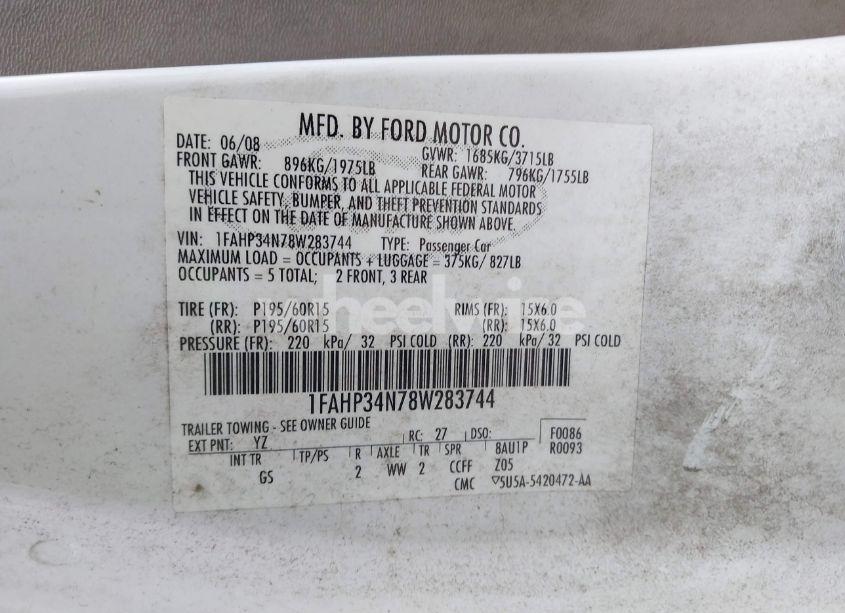 MFD. BY FORD MOTOR CO.
DATE: 06/08 GVWR: 1685KG/3715LB
FRONT GAWR: 896KG/1975LB REAR GAWR: 796KG/1755LB
THIS VEHICLE CONFORMS TO ALL APPLICABLE FEDERAL MOTOR
VEHICLE SAFETY, BUMPER, AND THEFT PREVENTION STANDARDS
IN EFFECT ON THE DATE OF MANUFACTURE SHOWN ABOVE.
VIN: 1FAHP34N78W283744 TYPE: Passenger Car
MAXIMUM LOAD = OCCUPANTS + LUGGAGE = 375KG/ 827LB
OCCUPANTS = 5 TOTAL; 2 FRONT, 3 REAR
TIRE (FR): P195/60R15 RIMS (FR): 15X6.0
(RR): P195/60R15 (RR): 15X6.0
PRESSURE (FR): 220 kPa/ 32 PSI COLD (RR): 220 kPa/ 32 PSI COLD
1FAHP34N78W283744
TRAILER TOWING - SEE OWNER GUIDE
EXT PNT: YZ RC: 27 DSO: F0086
INT TR TP/PS R AXLE TR SPR 8AU1P R0093
GS 2 WW 2 CCFF Z05
CMC 5U5A-5420472-AA